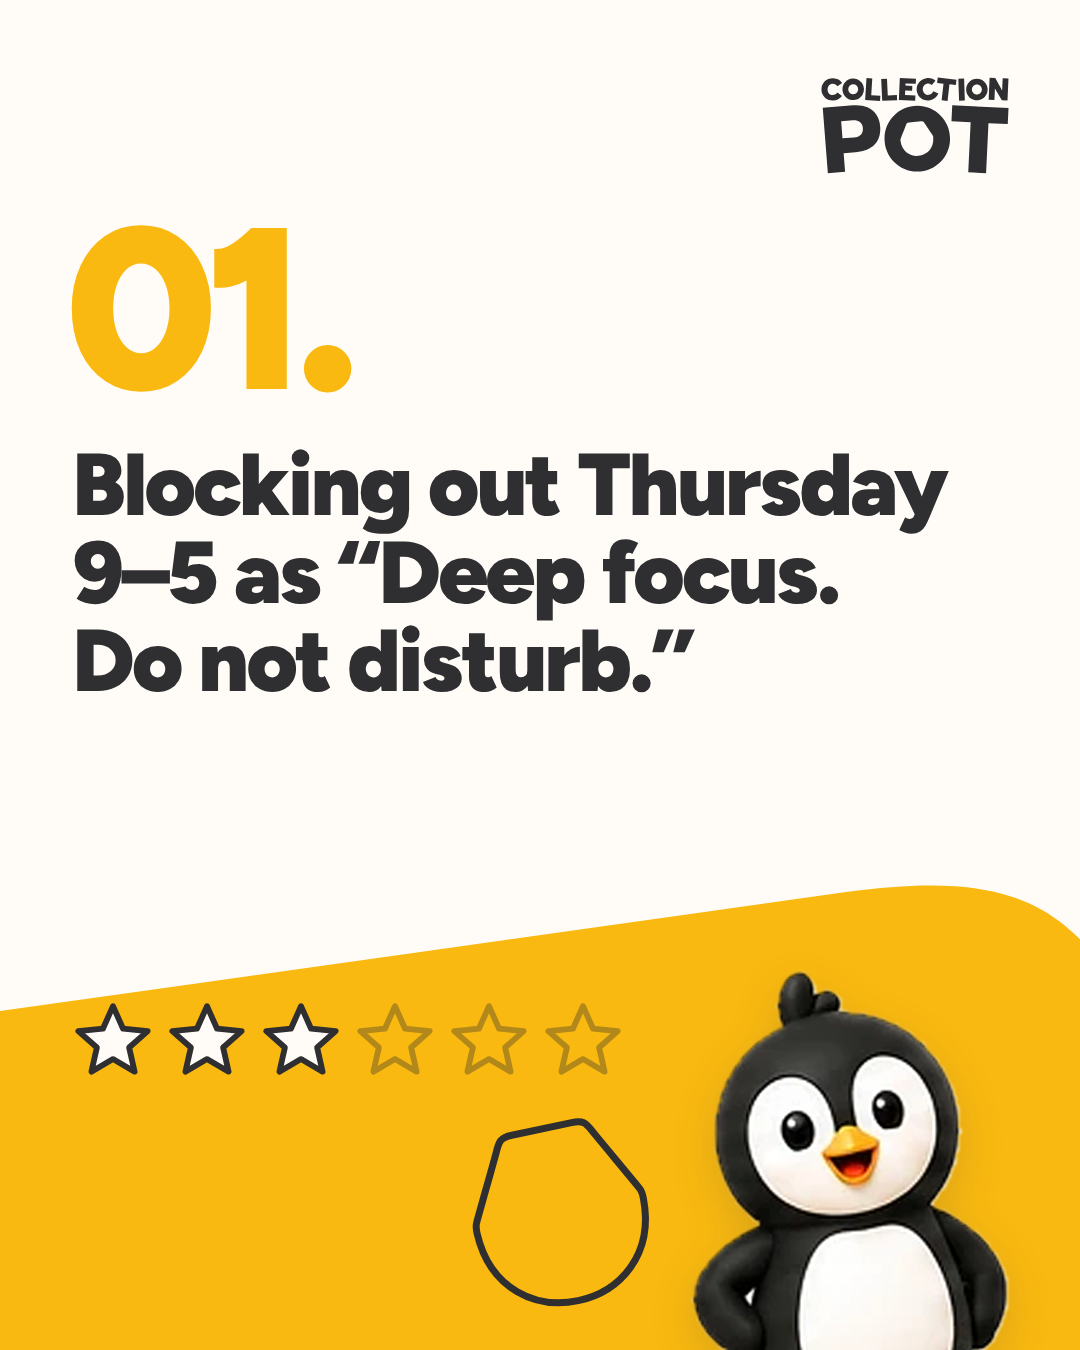 COLLECTION
POT
01.
Blocking out Thursday
9–5 as “Deep focus.
Do not disturb.”